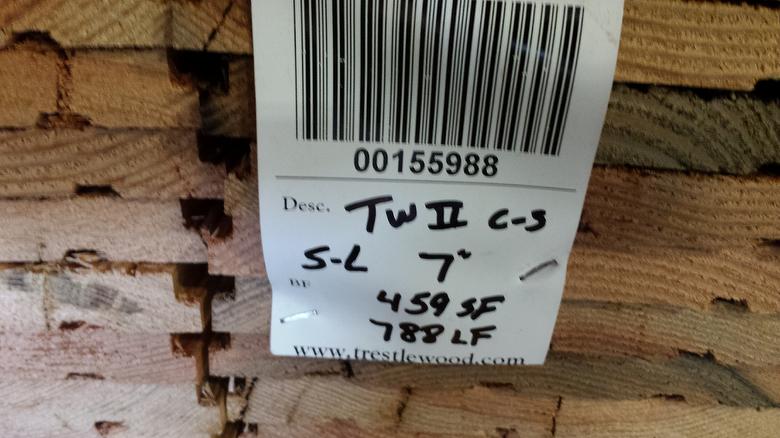 00155988
Desc. TW II C-S
S-L 7"
BF
459 SF
788 LF
www.trestlewood.com